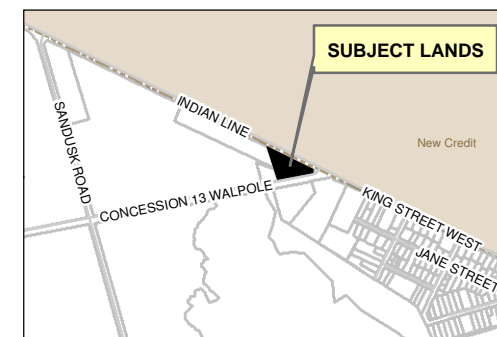 SUBJECT LANDS
INDIAN LINE
SANDUSK ROAD
New Credit
CONCESSION 13 WALPOLE
KING STREET WEST
JANE STREET